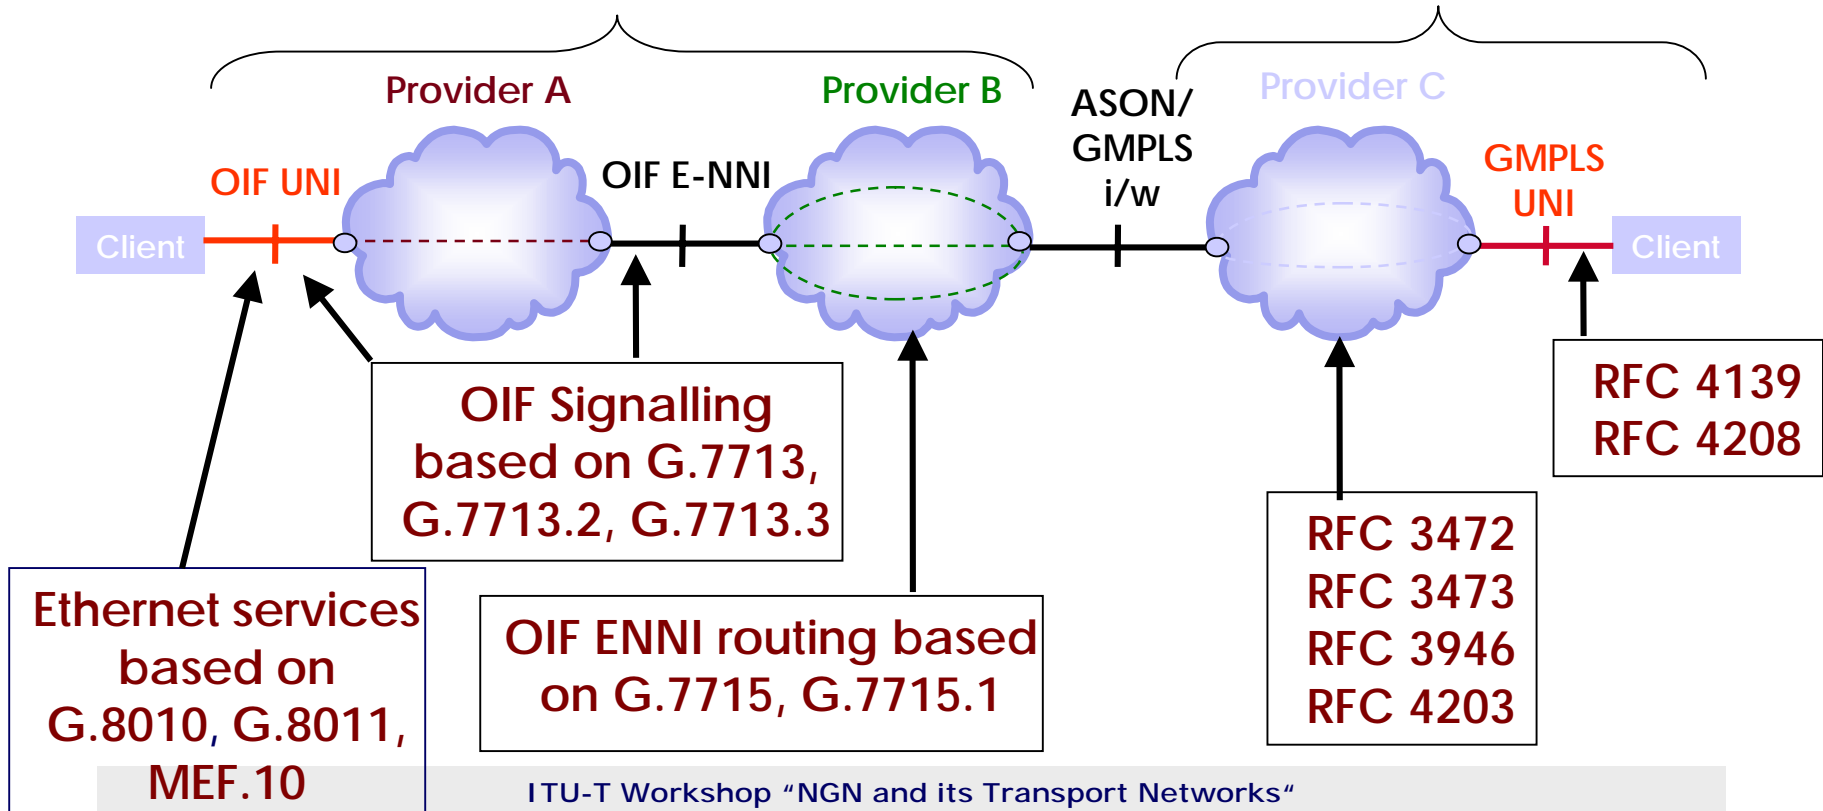 Provider A
Provider B
Provider C
OIF UNI
OIF E-NNI
ASON/
GMPLS
i/w
GMPLS
UNI
Client
Client
OIF Signalling
based on G.7713,
G.7713.2, G.7713.3
RFC 4139
RFC 4208
Ethernet services
based on
G.8010, G.8011,
MEF.10
OIF ENNI routing based
on G.7715, G.7715.1
RFC 3472
RFC 3473
RFC 3946
RFC 4203
ITU-T Workshop “NGN and its Transport Networks“